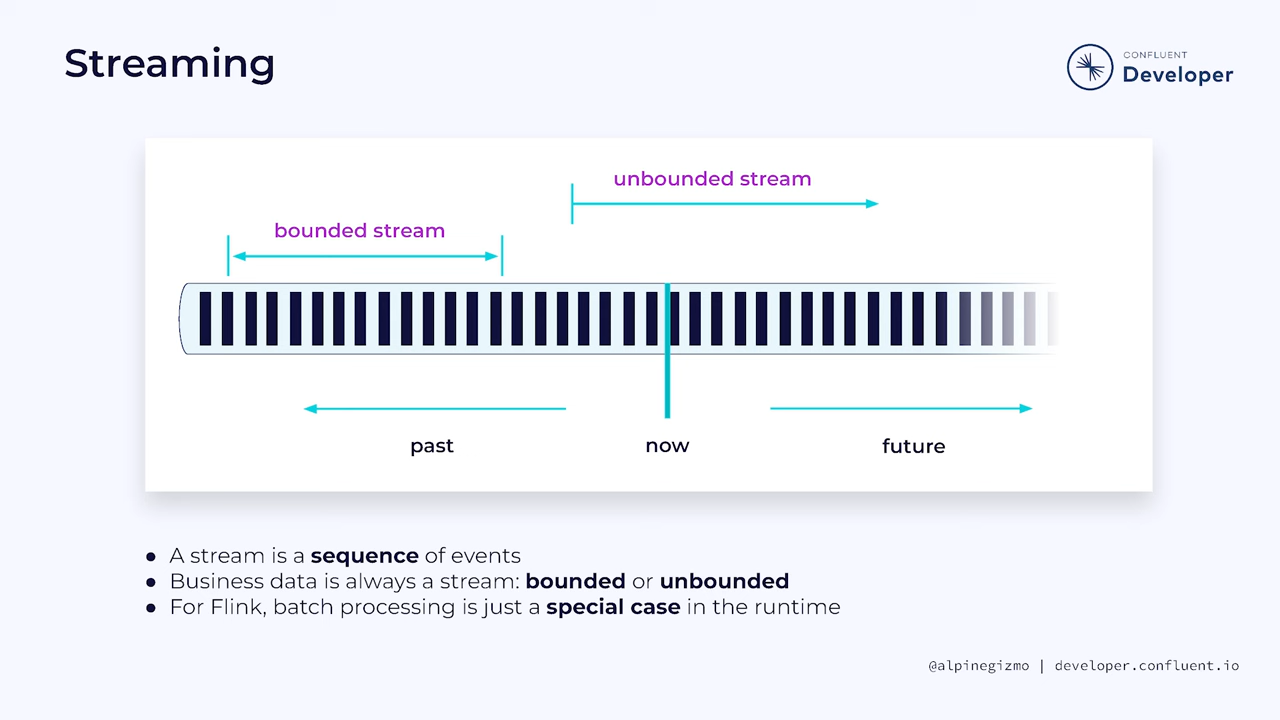 Streaming
CONFLUENT
Developer
unbounded stream
bounded stream
past
now
future
● A stream is a sequence of events
● Business data is always a stream: bounded or unbounded
● For Flink, batch processing is just a special case in the runtime
@alpinegizmo | developer.confluent.io